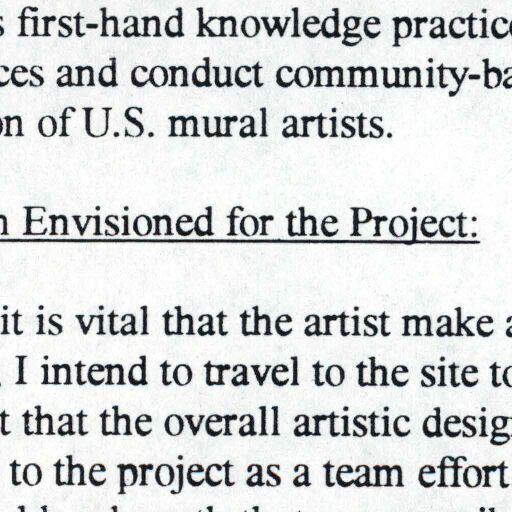 first-hand knowledge practic
ces and conduct community-ba
on of U.S. mural artists.
n Envisioned for the Project:
it is vital that the artist make a
I intend to travel to the site to
t that the overall artistic desig
to the project as a team effort